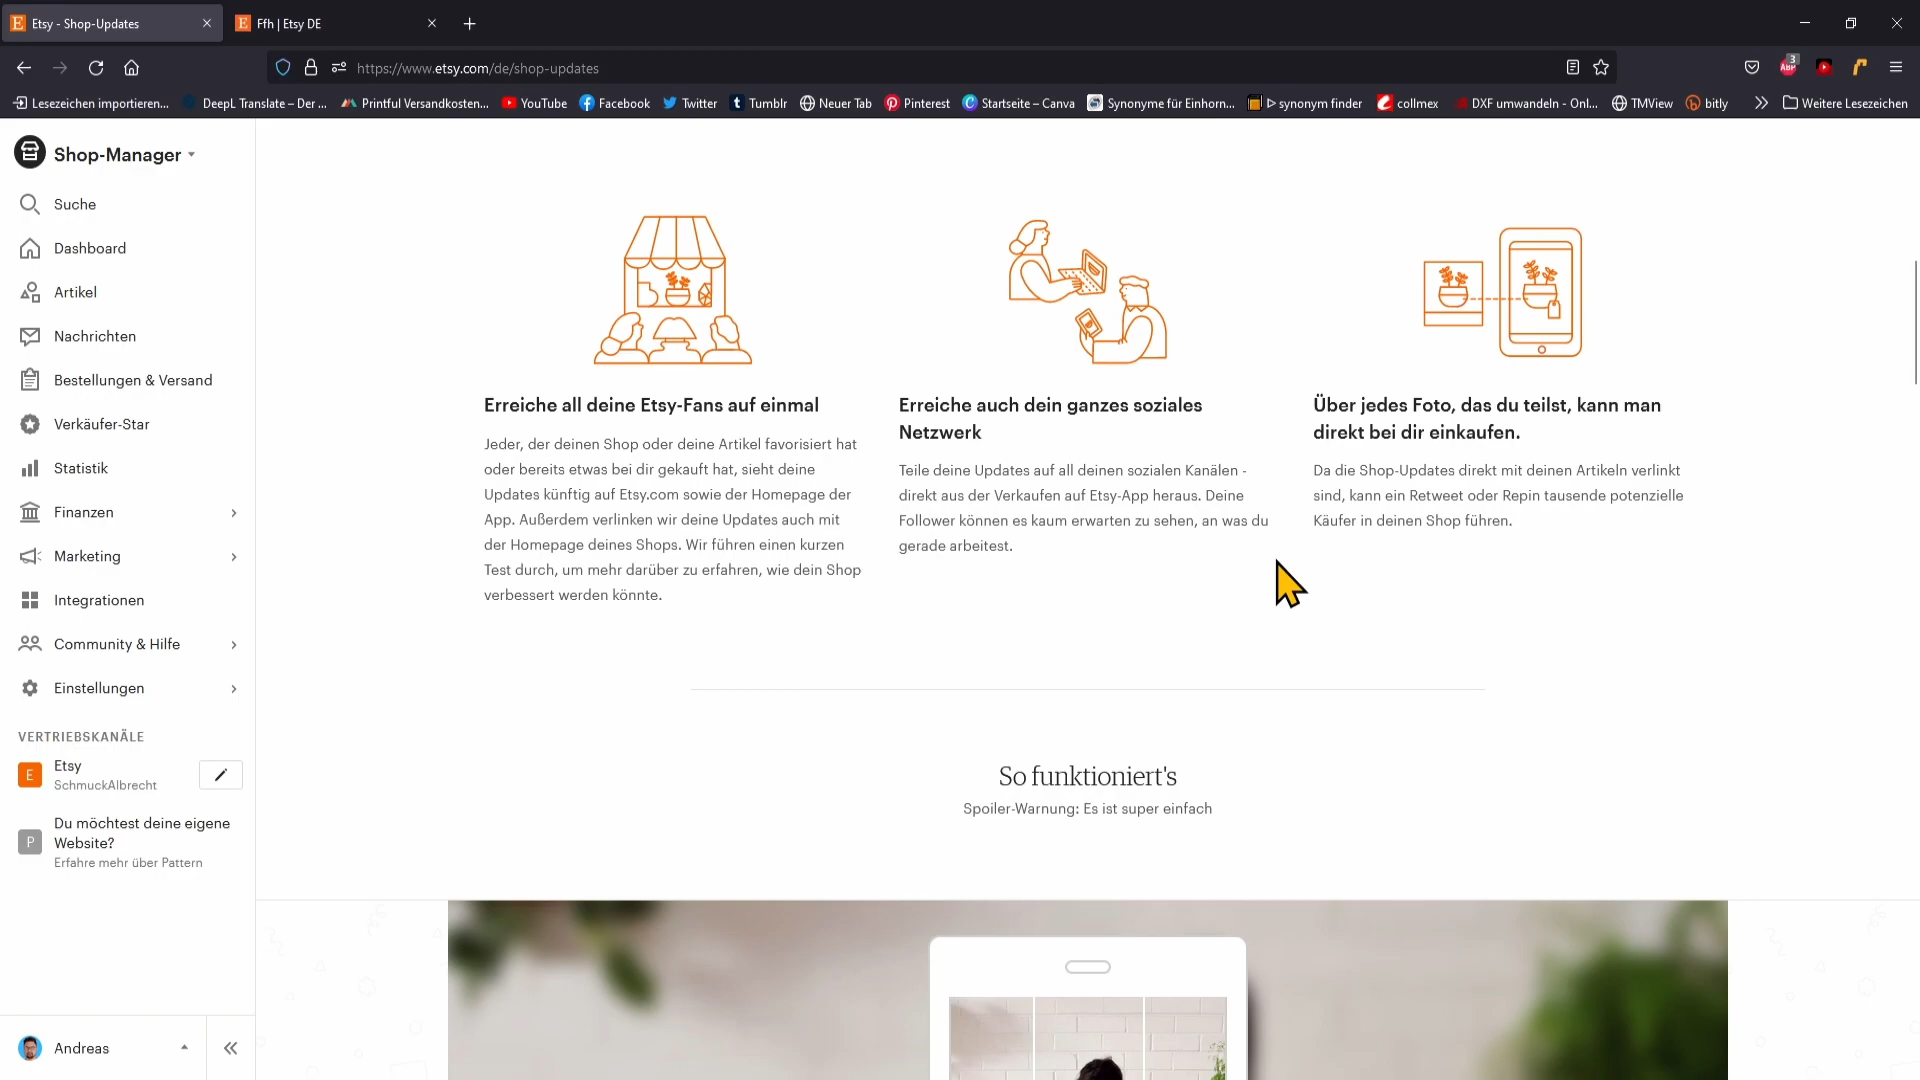 Etsy - Shop-Updates
Ffh | Etsy DE
https://www.etsy.com/de/shop-updates
3
ABP
Lesezeichen importieren...
DeepL Translate – Der ...
Printful Versandkosten...
YouTube
Facebook
Twitter
Tumblr
Neuer Tab
Pinterest
Startseite – Canva
Synonyme für Einhorn...
ᐅ synonym finder
collmex
DXF umwandeln - Onl...
TMView
bitly
Weitere Lesezeichen
Shop-Manager
Suche
Dashboard
Artikel
Nachrichten
Bestellungen & Versand
Verkäufer-Star
Statistik
Finanzen
Marketing
Integrationen
Community & Hilfe
Einstellungen
VERTRIEBSKANÄLE
E
Etsy
SchmuckAlbrecht
P
Du möchtest deine eigene
Website?
Erfahre mehr über Pattern
Andreas
Erreiche all deine Etsy-Fans auf einmal
Jeder, der deinen Shop oder deine Artikel favorisiert hat
oder bereits etwas bei dir gekauft hat, sieht deine
Updates künftig auf Etsy.com sowie der Homepage der
App. Außerdem verlinken wir deine Updates auch mit
der Homepage deines Shops. Wir führen einen kurzen
Test durch, um mehr darüber zu erfahren, wie dein Shop
verbessert werden könnte.
Erreiche auch dein ganzes soziales
Netzwerk
Teile deine Updates auf all deinen sozialen Kanälen -
direkt aus der Verkaufen auf Etsy-App heraus. Deine
Follower können es kaum erwarten zu sehen, an was du
gerade arbeitest.
Über jedes Foto, das du teilst, kann man
direkt bei dir einkaufen.
Da die Shop-Updates direkt mit deinen Artikeln verlinkt
sind, kann ein Retweet oder Repin tausende potenzielle
Käufer in deinen Shop führen.
So funktioniert's
Spoiler-Warnung: Es ist super einfach